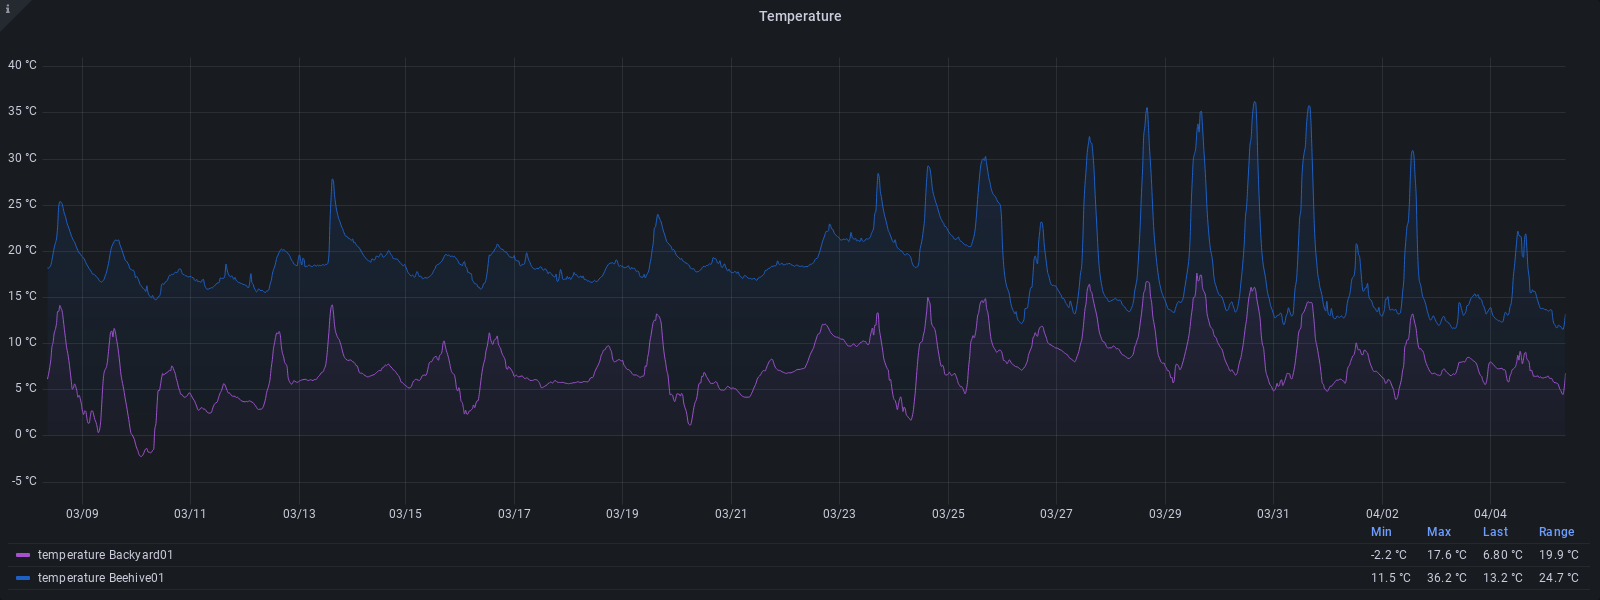 i
Temperature
40 °C
35 °C
30 °C
25 °C
20 °C
15 °C
10 °C
5 °C
0 °C
-5 °C
03/09 03/11 03/13 03/15 03/17 03/19 03/21 03/23 03/25 03/27 03/29 03/31 04/02 04/04
Min Max Last Range
temperature Backyard01 -2.2 °C 17.6 °C 6.80 °C 19.9 °C
temperature Beehive01 11.5 °C 36.2 °C 13.2 °C 24.7 °C